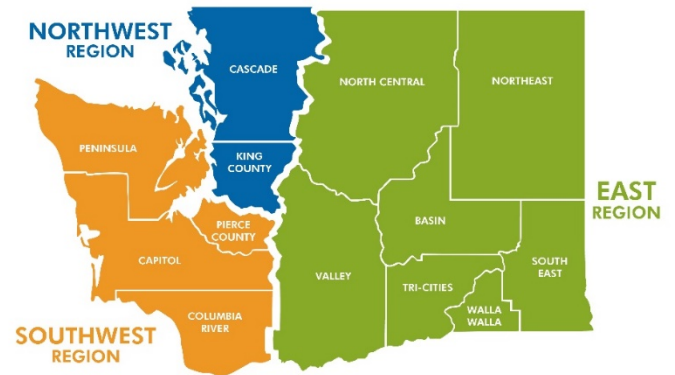 NORTHWEST
REGION
CASCADE
NORTH CENTRAL
NORTHEAST
PENINSULA
KING
COUNTY
EAST
REGION
PIERCE
COUNTY
BASIN
CAPITOL
VALLEY
SOUTH
EAST
TRI-CITIES
COLUMBIA
RIVER
WALLA
WALLA
SOUTHWEST
REGION